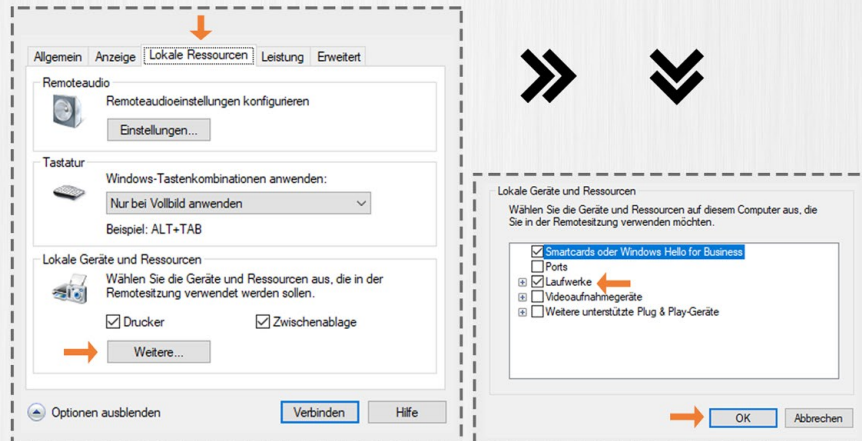 Allgemein Anzeige Lokale Ressourcen Leistung Erweitert
Remoteaudio
Remoteaudioeinstellungen konfigurieren
Einstellungen...
Tastatur
Windows-Tastenkombinationen anwenden:
Nur bei Vollbild anwenden
Beispiel: ALT+TAB
Lokale Geräte und Ressourcen
Wählen Sie die Geräte und Ressourcen aus, die in der
Remotesitzung verwendet werden sollen.
Drucker Zwischenablage
Weitere...
Optionen ausblenden Verbinden Hilfe
Lokale Geräte und Ressourcen
Wählen Sie die Geräte und Ressourcen auf diesem Computer aus, die
Sie in der Remotesitzung verwenden möchten.
Smartcards oder Windows Hello for Business
Ports
Laufwerke
Videoaufnahmegeräte
Weitere unterstützte Plug & Play-Geräte
OK Abbrechen